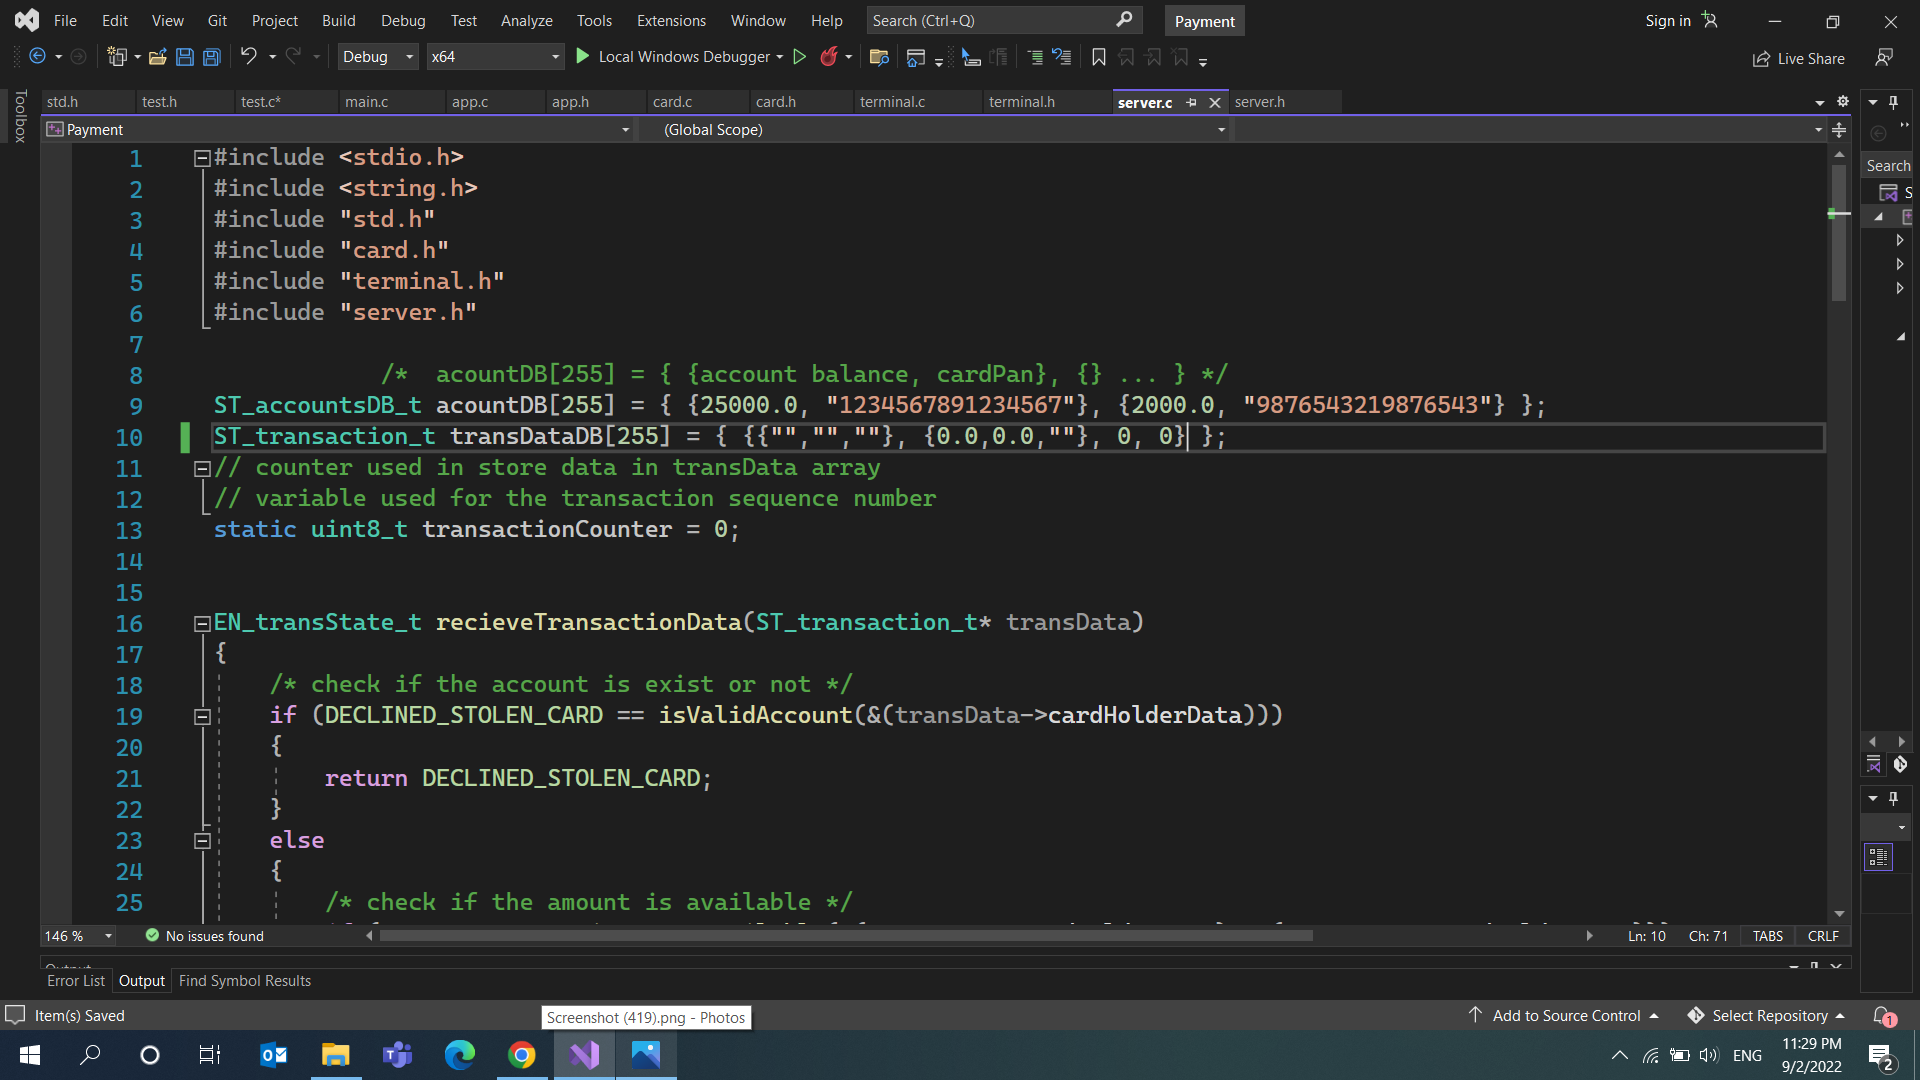 File Edit View Git Project Build Debug Test Analyze Tools Extensions Window Help Search (Ctrl+Q) Payment Sign in
Debug x64 Local Windows Debugger Live Share
Toolbox
std.h test.h test.c* main.c app.c app.h card.c card.h terminal.c terminal.h server.c server.h
Payment (Global Scope)
Search
1 #include <stdio.h>
2 #include <string.h>
3 #include "std.h"
4 #include "card.h"
5 #include "terminal.h"
6 #include "server.h"
7
8 /* acountDB[255] = { {account balance, cardPan}, {} ... } */
9 ST_accountsDB_t acountDB[255] = { {25000.0, "1234567891234567"}, {2000.0, "9876543219876543"} };
10 ST_transaction_t transDataDB[255] = { {{"","",""}, {0.0,0.0,""}, 0, 0} };
11 // counter used in store data in transData array
12 // variable used for the transaction sequence number
13 static uint8_t transactionCounter = 0;
14
15
16 EN_transState_t recieveTransactionData(ST_transaction_t* transData)
17 {
18 /* check if the account is exist or not */
19 if (DECLINED_STOLEN_CARD == isValidAccount(&(transData->cardHolderData)))
20 {
21 return DECLINED_STOLEN_CARD;
22 }
23 else
24 {
25 /* check if the amount is available */
146 % No issues found Ln: 10 Ch: 71 TABS CRLF
Output
Error List Output Find Symbol Results
Item(s) Saved Add to Source Control Select Repository 1
Screenshot (419).png - Photos
ENG 11:29 PM
9/2/2022 2